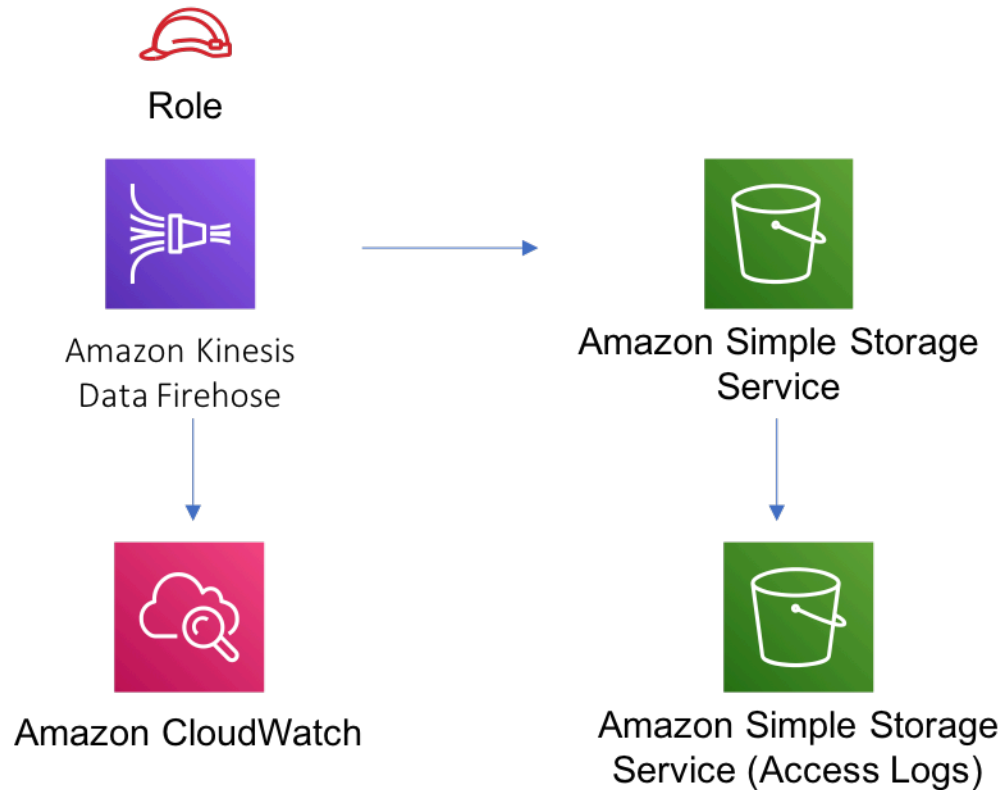 Role
Amazon Kinesis
Data Firehose
Amazon Simple Storage
Service
Amazon CloudWatch
Amazon Simple Storage
Service (Access Logs)